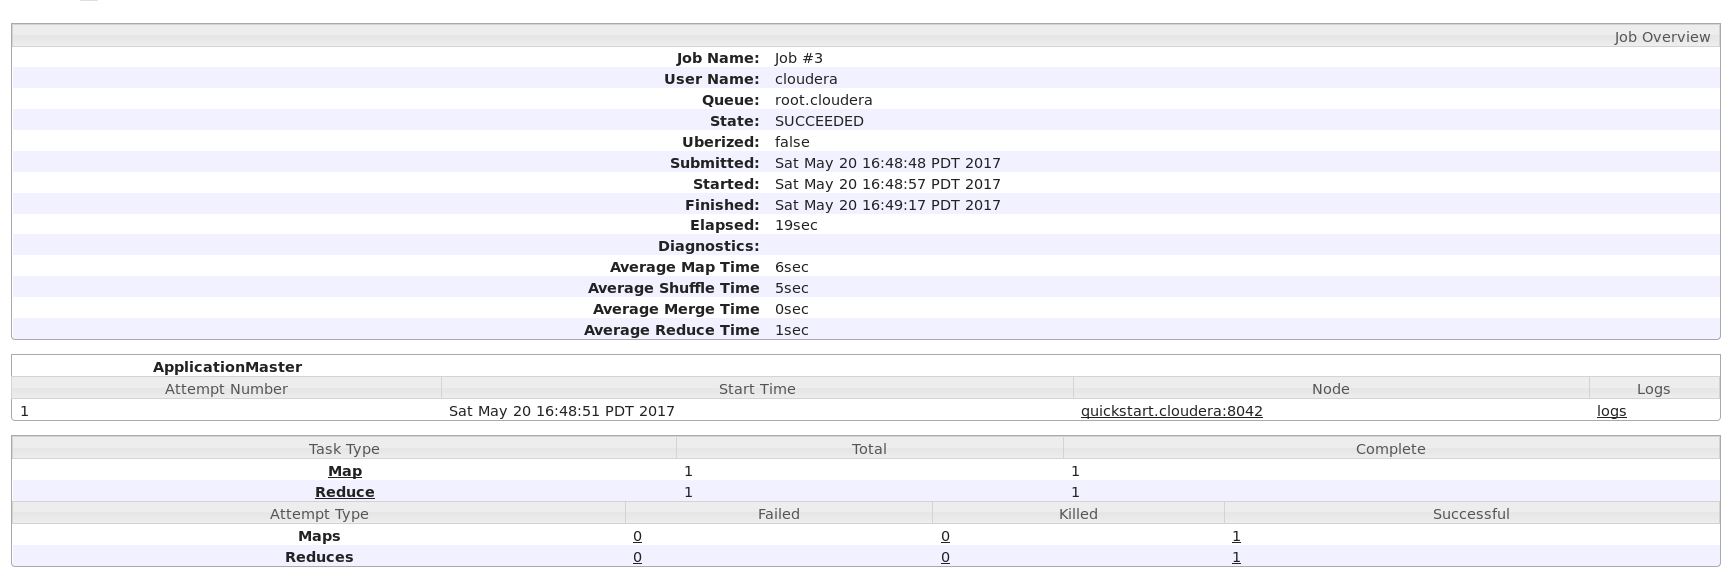 Job Overview
Job Name: Job #3
User Name: cloudera
Queue: root.cloudera
State: SUCCEEDED
Uberized: false
Submitted: Sat May 20 16:48:48 PDT 2017
Started: Sat May 20 16:48:57 PDT 2017
Finished: Sat May 20 16:49:17 PDT 2017
Elapsed: 19sec
Diagnostics:
Average Map Time 6sec
Average Shuffle Time 5sec
Average Merge Time 0sec
Average Reduce Time 1sec
ApplicationMaster
Attempt Number Start Time Node Logs
1 Sat May 20 16:48:51 PDT 2017 quickstart.cloudera:8042 logs
Task Type Total Complete
Map 1 1
Reduce 1 1
Attempt Type Failed Killed Successful
Maps 0 0 1
Reduces 0 0 1